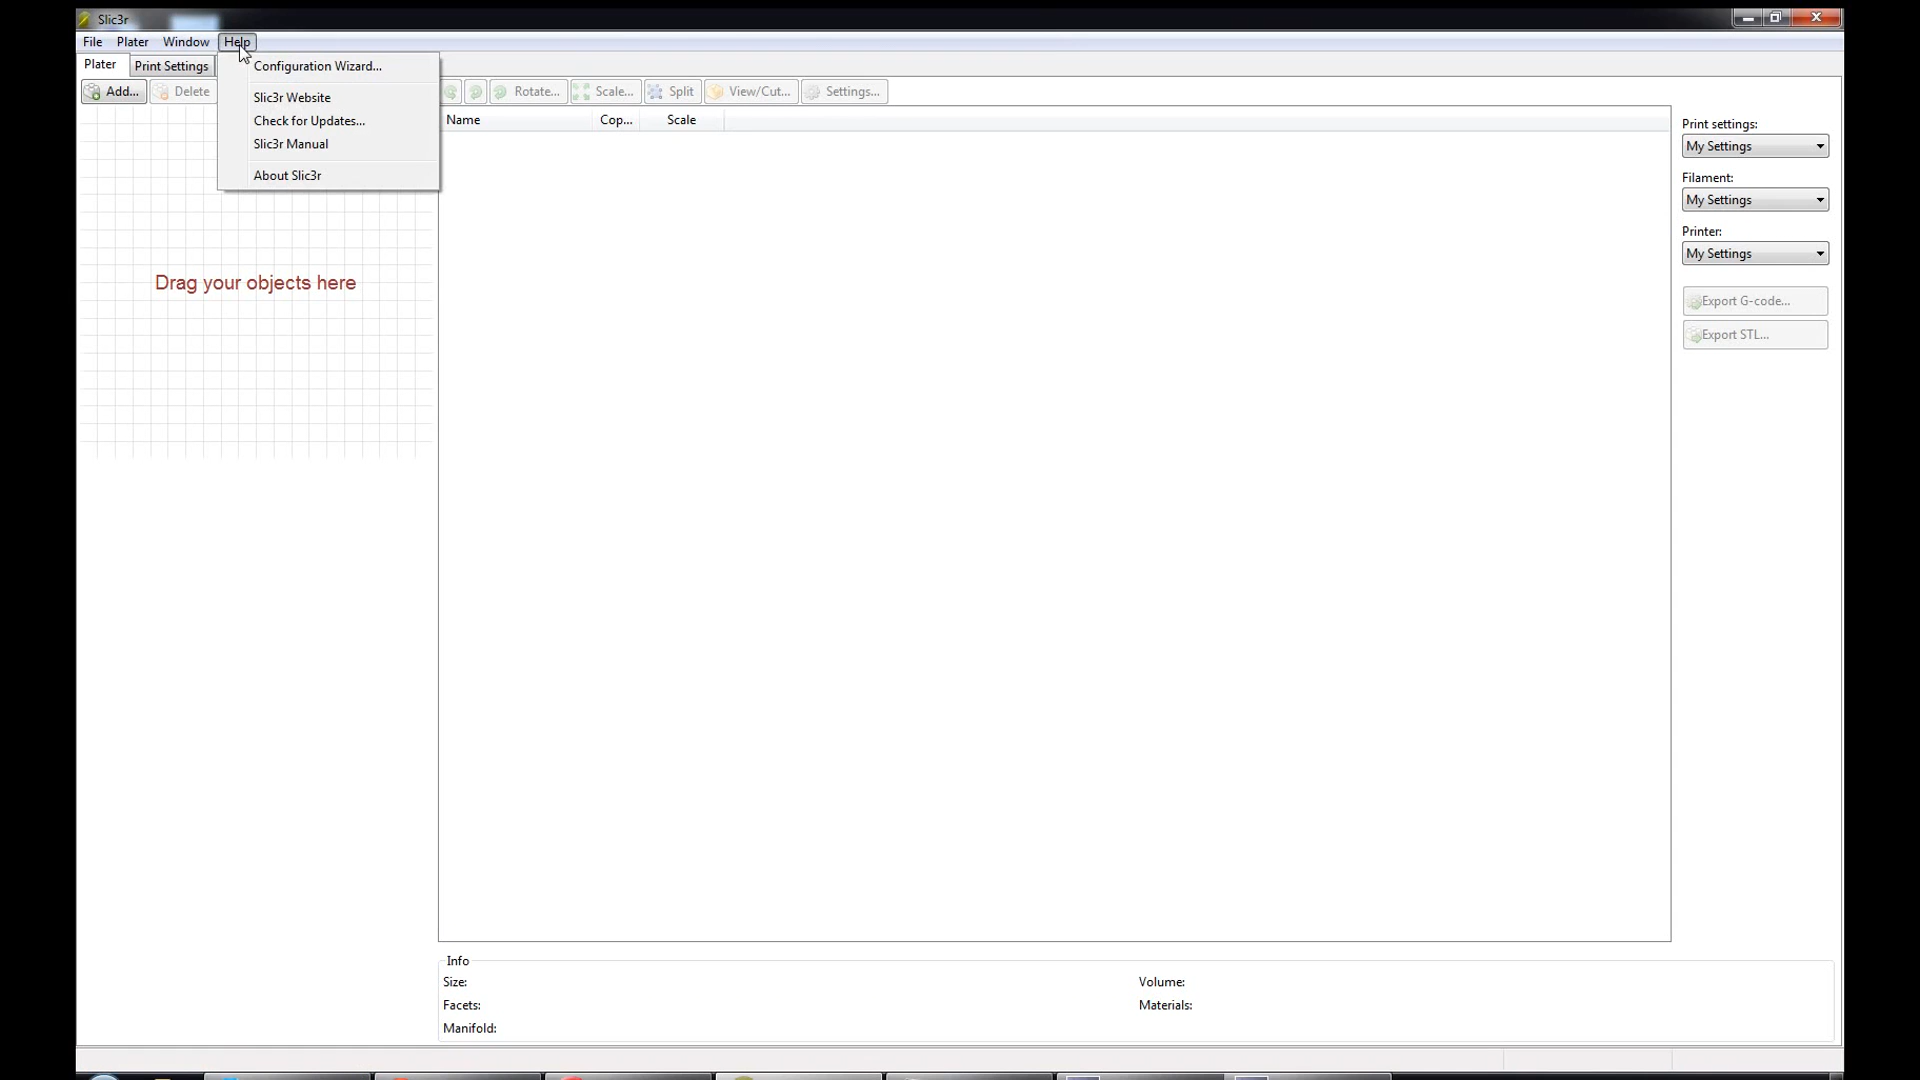 Slic3r
File Plater Window Help
Plater Print Settings
Configuration Wizard...
Slic3r Website
Check for Updates...
Slic3r Manual
About Slic3r
Add... Delete Rotate... Scale... Split View/Cut... Settings...
Name Cop... Scale
Drag your objects here
Print settings:
My Settings
Filament:
My Settings
Printer:
My Settings
Export G-code...
Export STL...
Info
Size: Volume:
Facets: Materials:
Manifold: